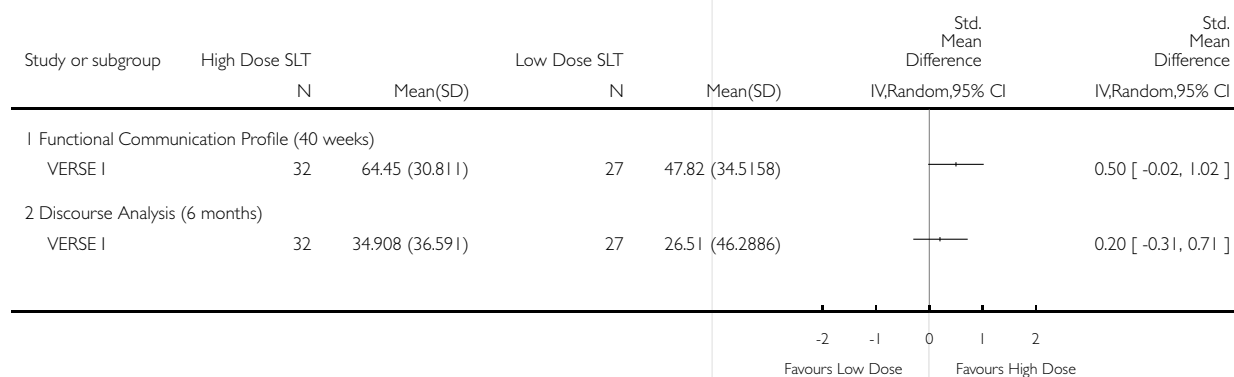 Std.
Mean
Difference
Std.
Mean
Difference
Study or subgroup High Dose SLT Low Dose SLT
N Mean(SD) N Mean(SD) IV,Random,95% CI IV,Random,95% CI
1 Functional Communication Profile (40 weeks)
VERSE I 32 64.45 (30.811) 27 47.82 (34.5158) 0.50 [ -0.02, 1.02 ]
2 Discourse Analysis (6 months)
VERSE I 32 34.908 (36.591) 27 26.51 (46.2886) 0.20 [ -0.31, 0.71 ]
-2 -1 0 1 2
Favours Low Dose Favours High Dose